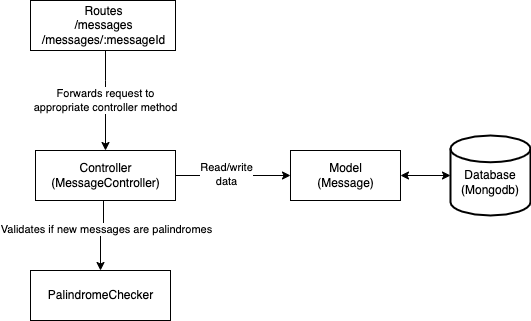 Routes
/messages
/messages/:messageId
Forwards request to
appropriate controller method
Controller
(MessageController)
Read/write
data
Model
(Message)
Database
(Mongodb)
Validates if new messages are palindromes
PalindromeChecker